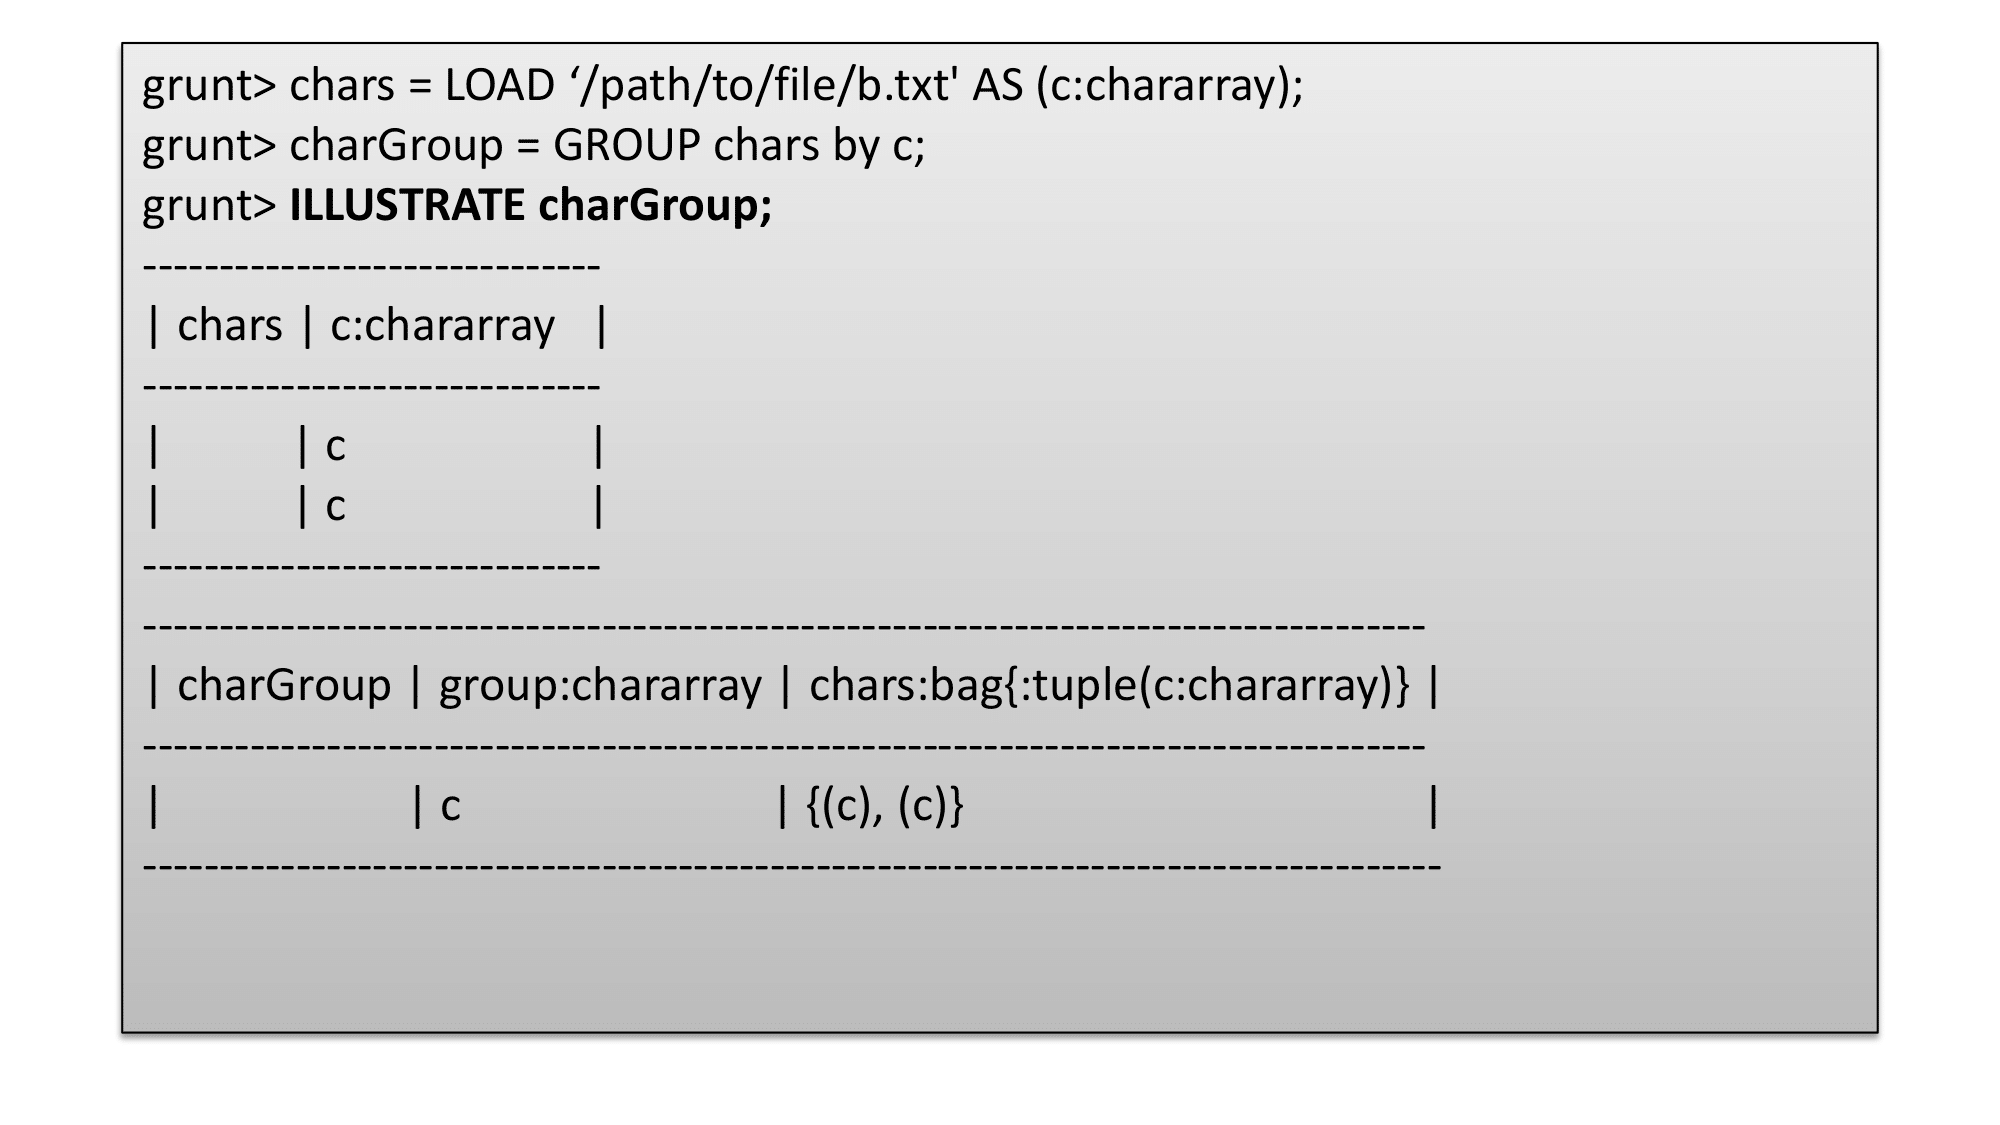 grunt> chars = LOAD ‘/path/to/file/b.txt' AS (c:chararray);
grunt> charGroup = GROUP chars by c;
grunt> ILLUSTRATE charGroup;
------------------------------
| chars | c:chararray   |
------------------------------
|          | c                    |
|          | c                    |
------------------------------
------------------------------------------------------------------------------------
| charGroup | group:chararray | chars:bag{:tuple(c:chararray)} |
------------------------------------------------------------------------------------
|                    | c                         | {(c), (c)}                                    |
-------------------------------------------------------------------------------------